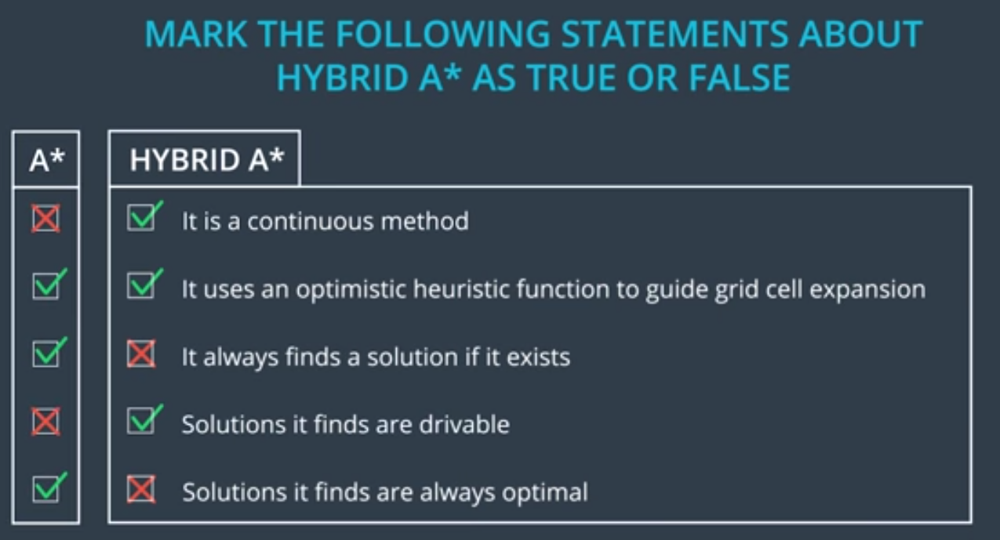 MARK THE FOLLOWING STATEMENTS ABOUT
HYBRID A* AS TRUE OR FALSE
A*
HYBRID A*
It is a continuous method
It uses an optimistic heuristic function to guide grid cell expansion
It always finds a solution if it exists
Solutions it finds are drivable
Solutions it finds are always optimal